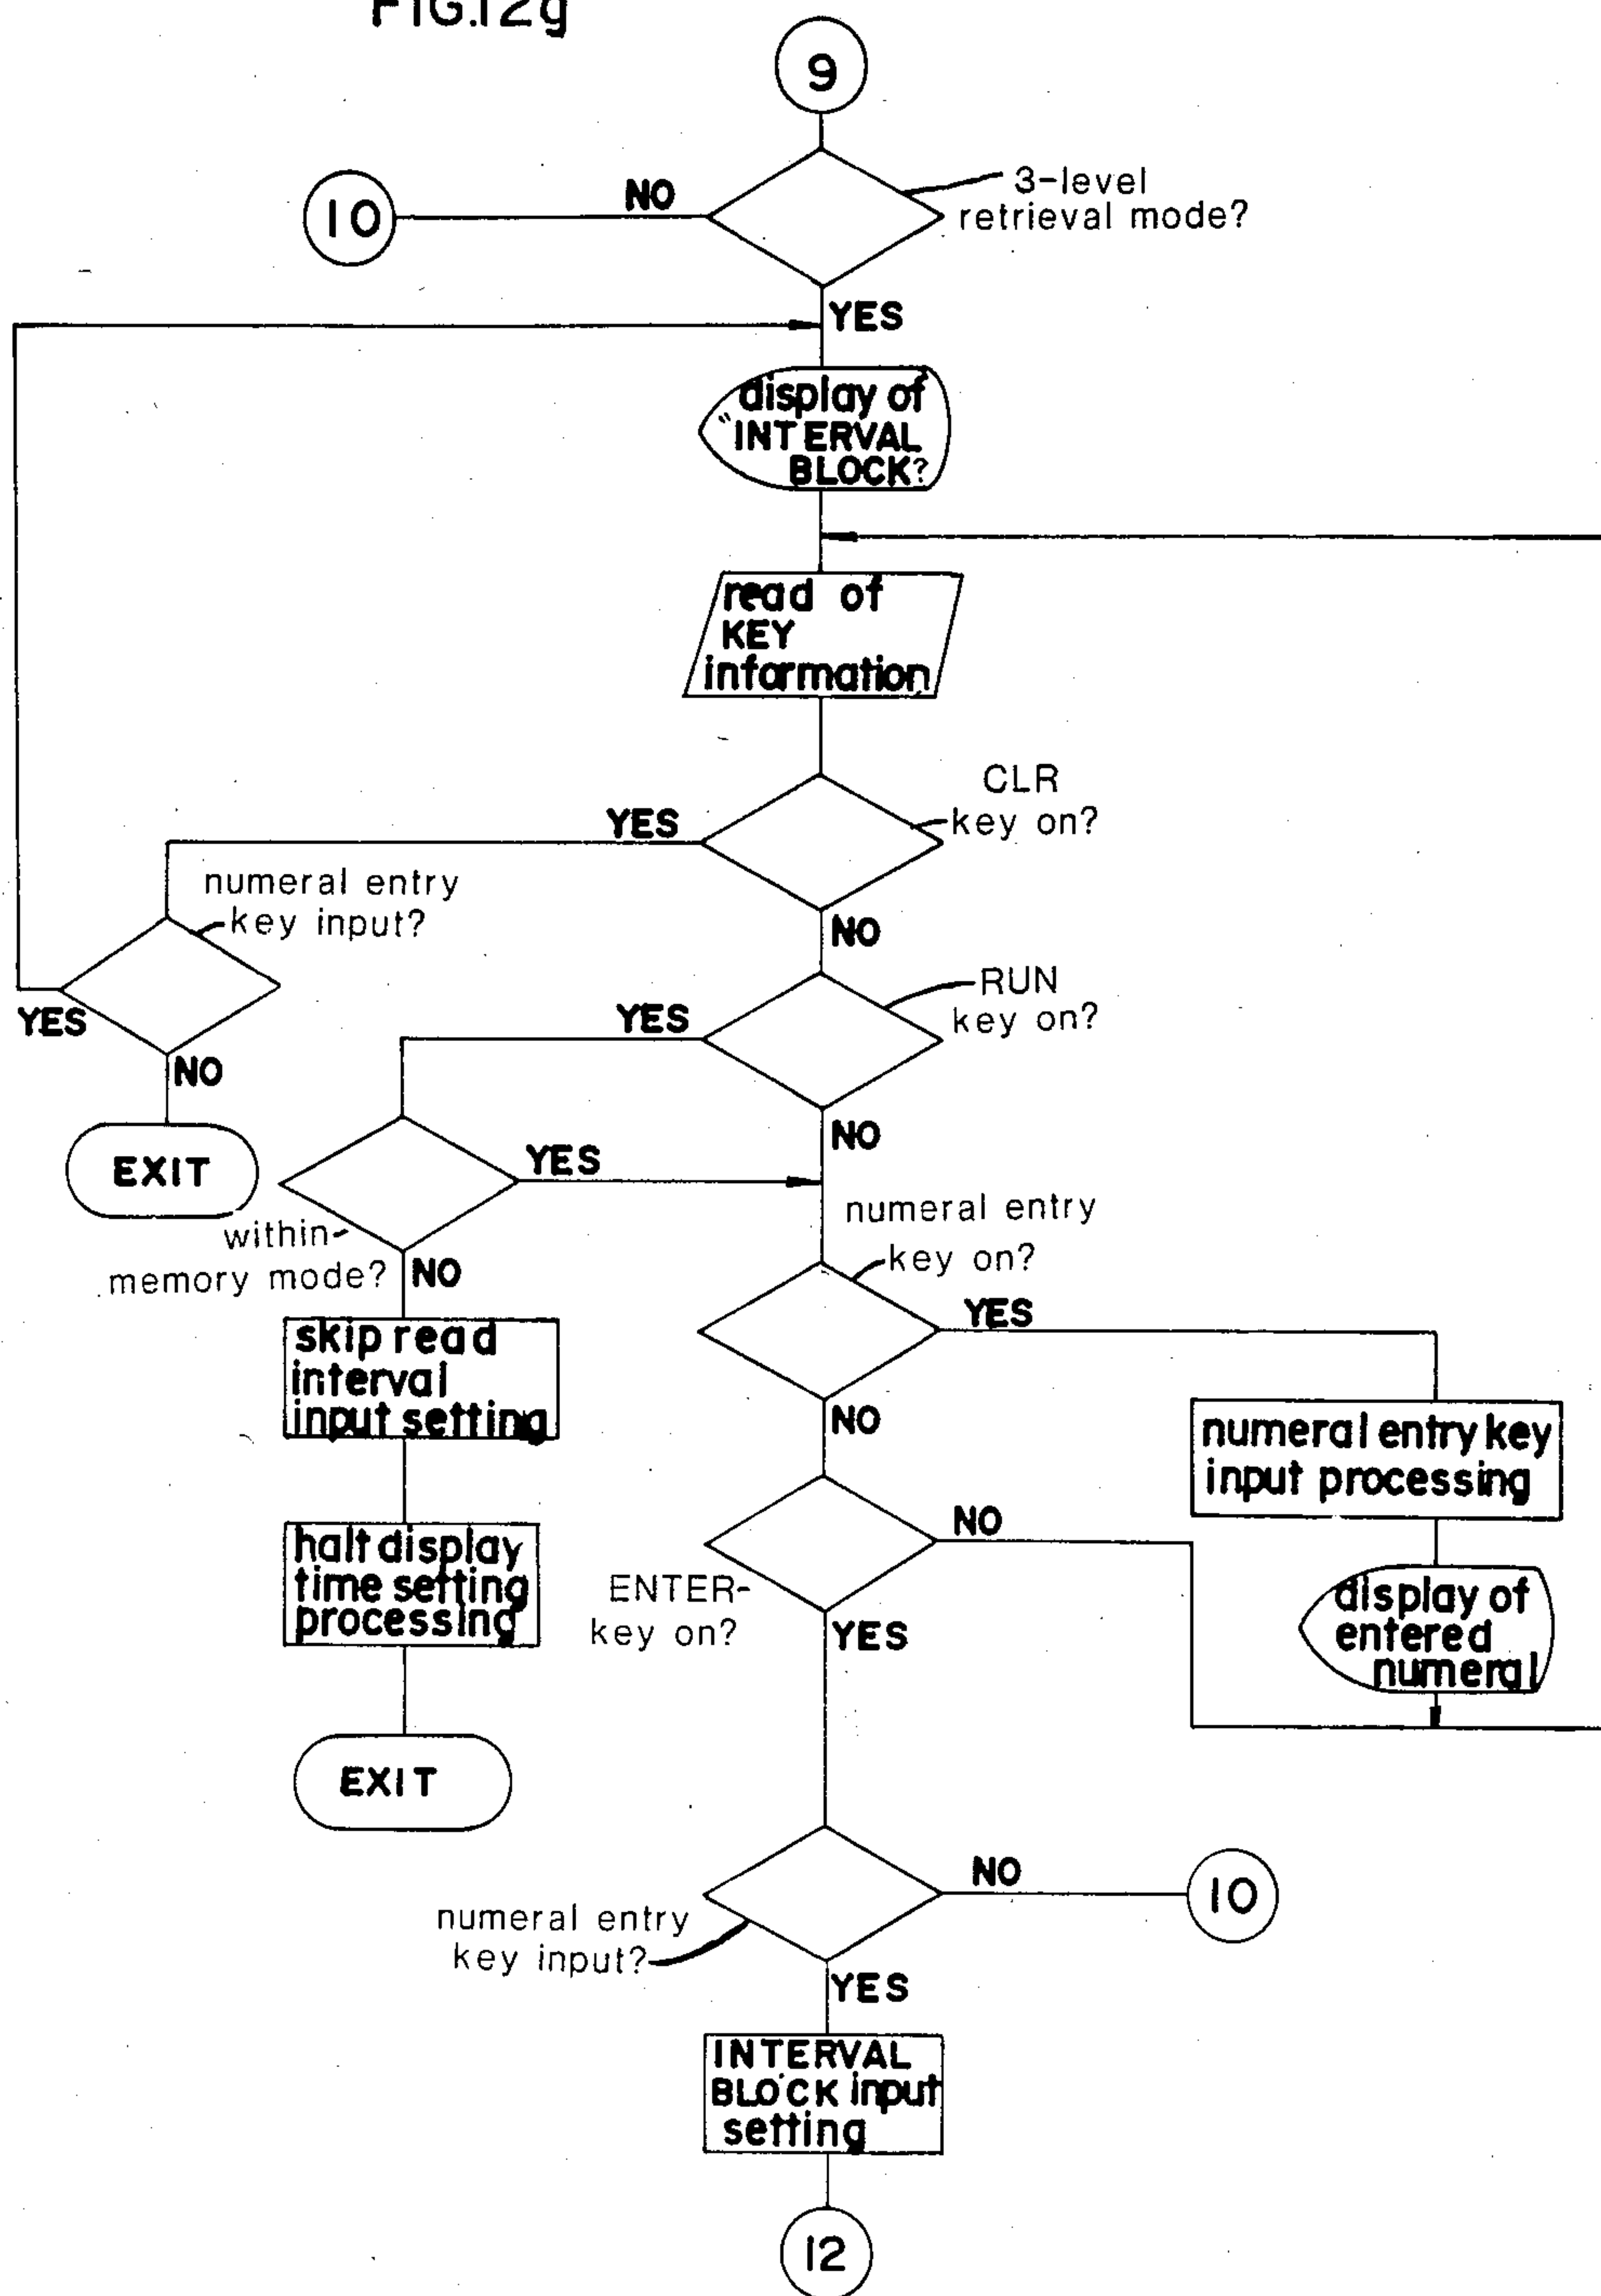 FIG.12g
9
10
NO
3-level
retrieval mode?
YES
display of
"INTERVAL
BLOCK?
read of
KEY
information
CLR
key on?
YES
numeral entry
key input?
NO
RUN
key on?
YES
YES
NO
NO
EXIT
YES
within
memory mode?
NO
numeral entry
key on?
YES
skip read
interval
input setting
NO
numeral entry key
input processing
halt display
time setting
processing
NO
ENTER
key on?
YES
display of
entered
numeral
EXIT
NO
10
numeral entry
key input?
YES
INTERVAL
BLOCK input
setting
12